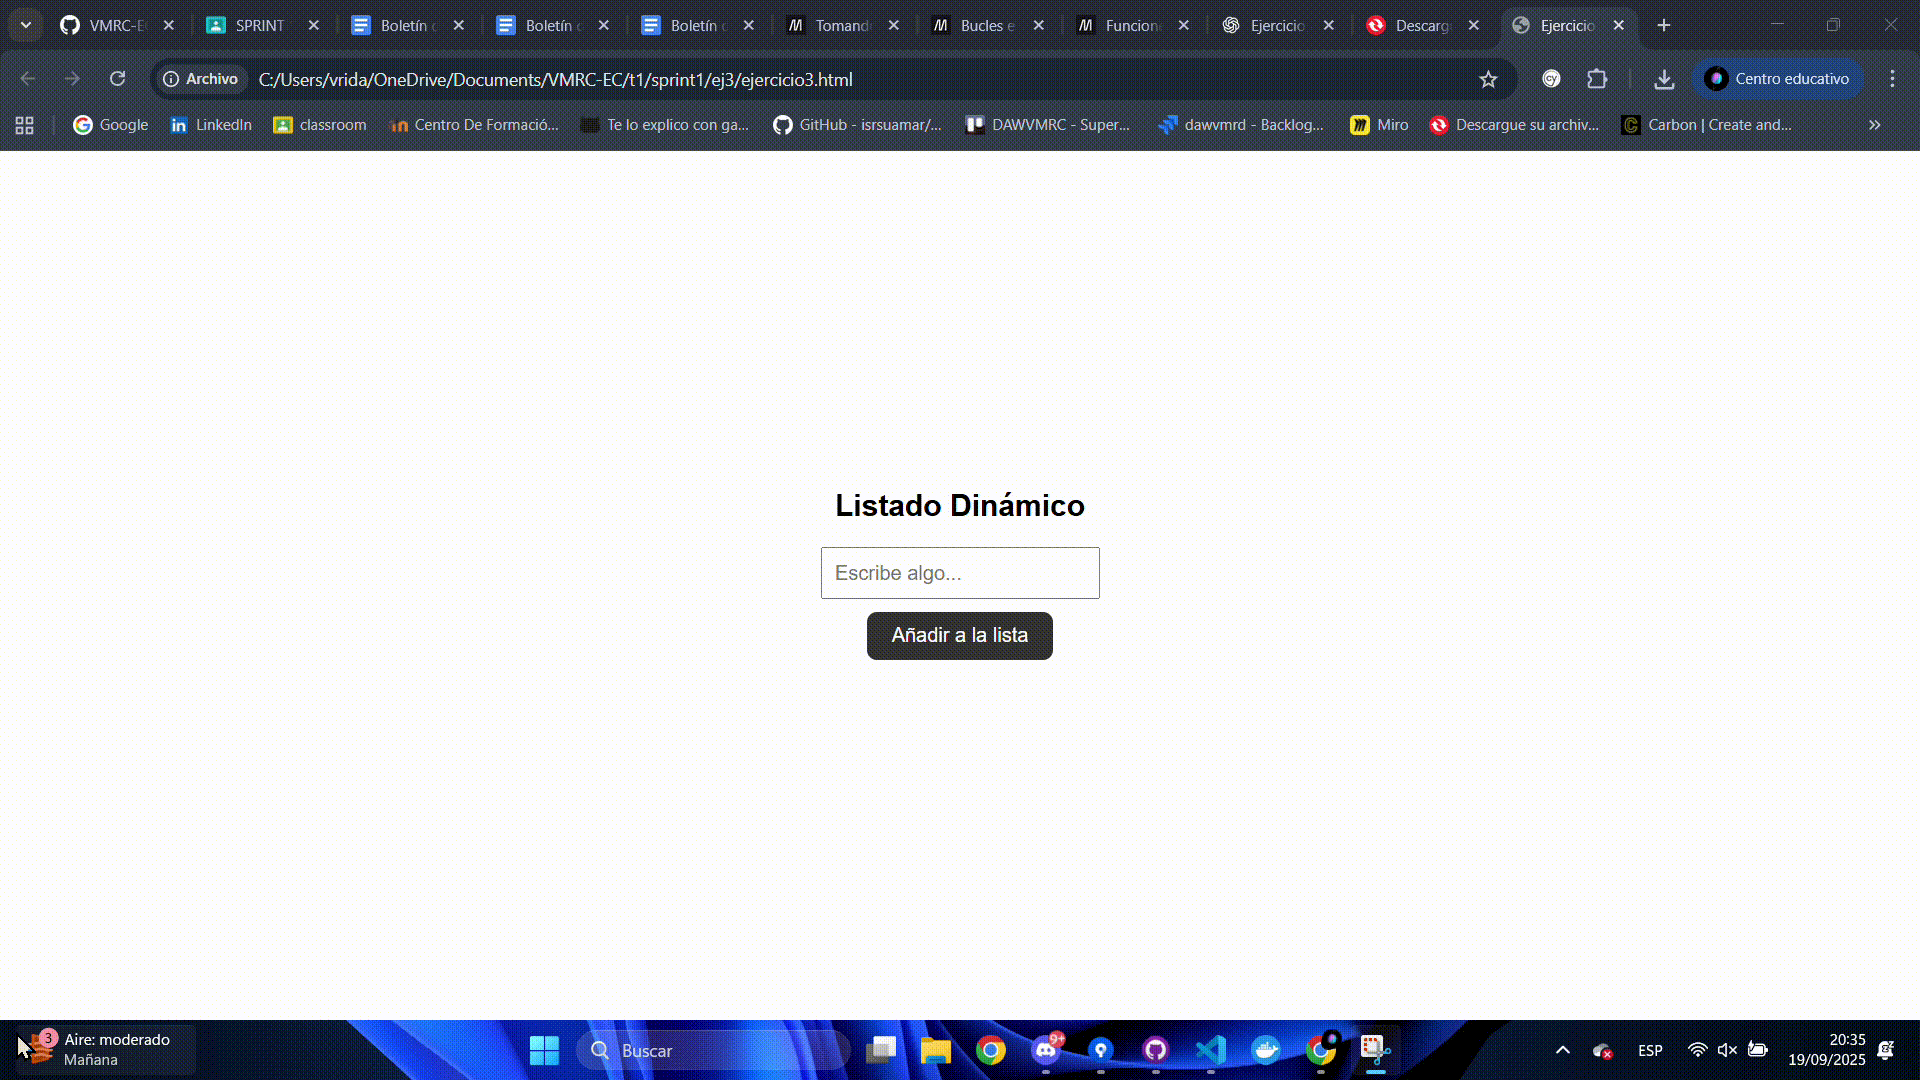 VMRC-E
SPRINT
Boletín
Boletín
Boletín
Tomand
Bucles e
Funcion
Ejercicio
Descarg
Ejercicio
Archivo
C:/Users/vrida/OneDrive/Documents/VMRC-EC/t1/sprint1/ej3/ejercicio3.html
Centro educativo
Google
LinkedIn
classroom
Centro De Formació...
Te lo explico con ga...
GitHub - isrsuamar/...
DAWVMRC - Super...
dawvmrd - Backlog...
Miro
Descargue su archiv...
Carbon | Create and...
Listado Dinámico
Escribe algo...
Añadir a la lista
3
Aire: moderado
Mañana
Buscar
9+
ESP
20:35
19/09/2025